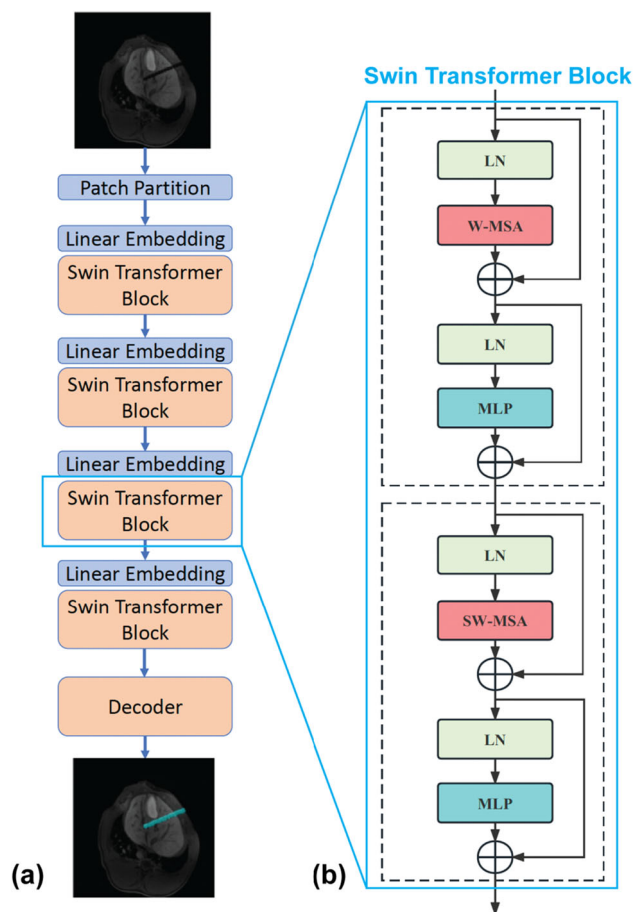 Patch Partition
Linear Embedding
Swin Transformer
Block
Linear Embedding
Swin Transformer
Block
Linear Embedding
Swin Transformer
Block
Linear Embedding
Swin Transformer
Block
Decoder
(a)
Swin Transformer Block
LN
W-MSA
LN
MLP
LN
SW-MSA
LN
MLP
(b)